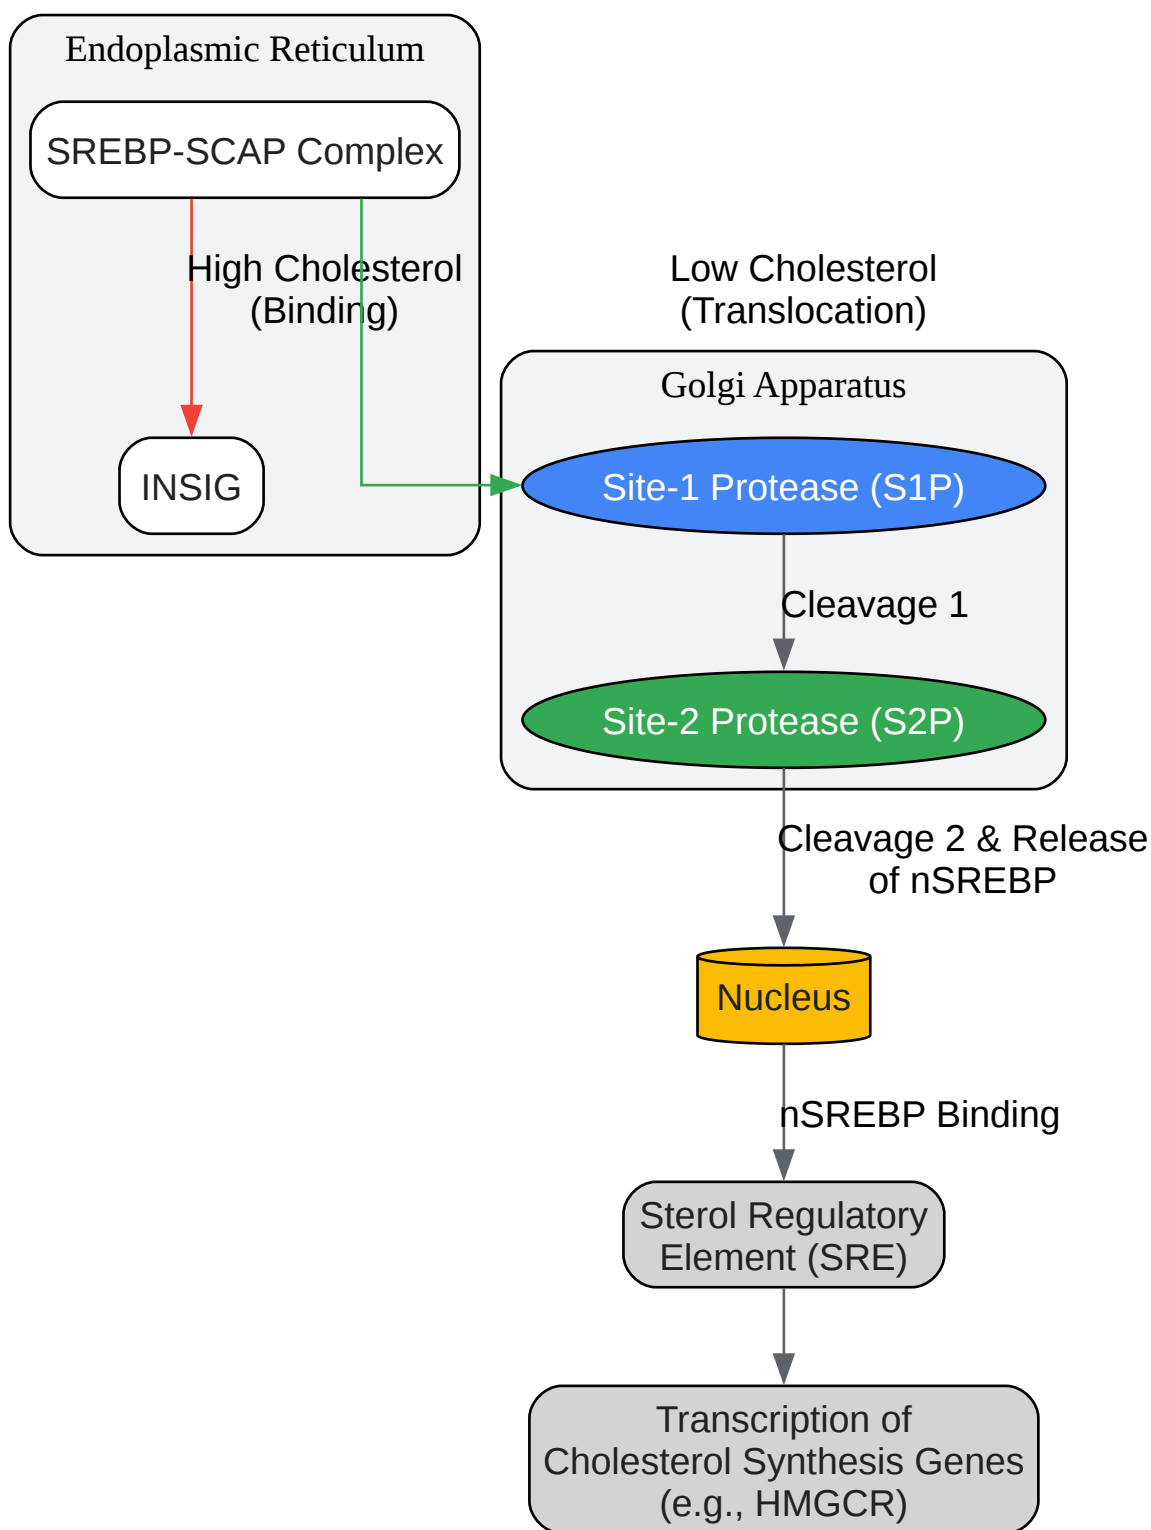 Endoplasmic Reticulum
SREBP-SCAP Complex
High Cholesterol
(Binding)
Low Cholesterol
(Translocation)
Golgi Apparatus
INSIG
Site-1 Protease (S1P)
Cleavage 1
Site-2 Protease (S2P)
Cleavage 2 & Release
of nSREBP
Nucleus
nSREBP Binding
Sterol Regulatory
Element (SRE)
Transcription of
Cholesterol Synthesis Genes
(e.g., HMGCR)